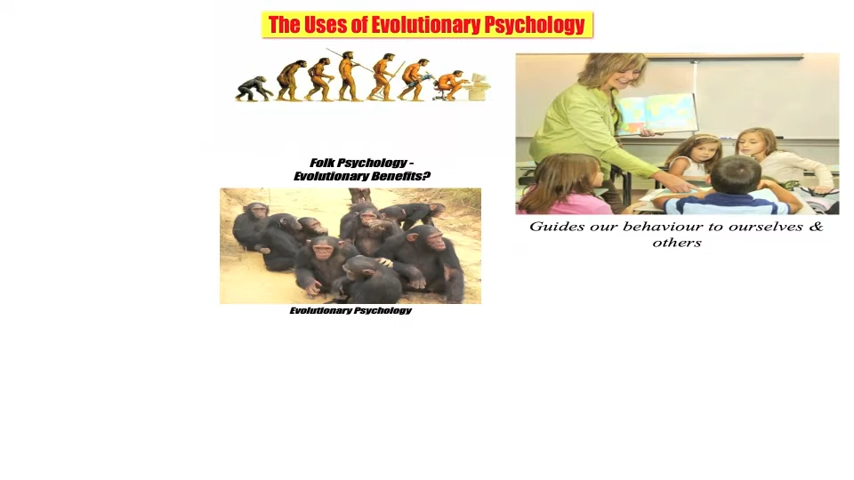 The Uses of Evolutionary Psychology
Folk Psychology -
Evolutionary Benefits?
Evolutionary Psychology
Guides our behaviour to ourselves &
others